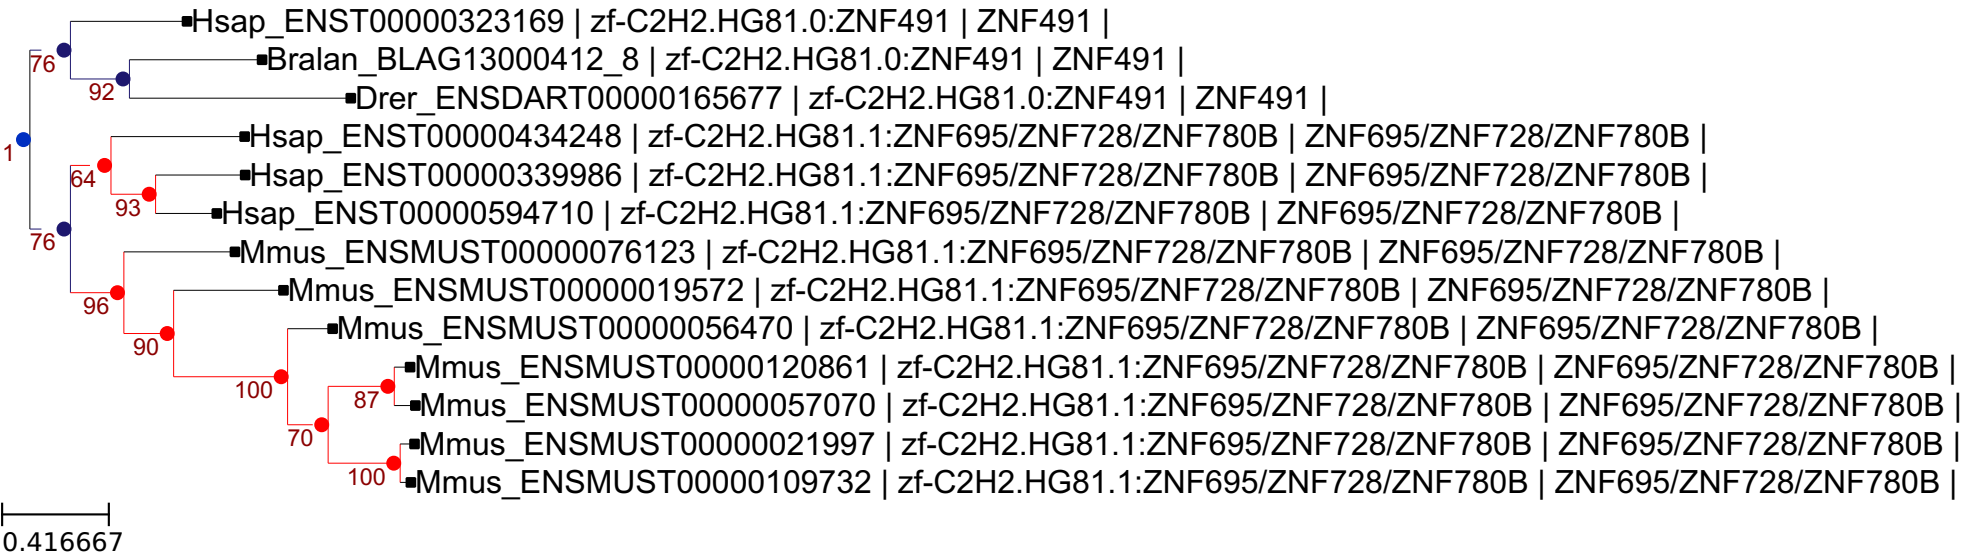 Hsap_ENST00000323169 | zf-C2H2.HG81.0:ZNF491 | ZNF491 |
Bralan_BLAG13000412_8 | zf-C2H2.HG81.0:ZNF491 | ZNF491 |
76
92
Drer_ENSDART00000165677 | zf-C2H2.HG81.0:ZNF491 | ZNF491 |
Hsap_ENST00000434248 | zf-C2H2.HG81.1:ZNF695/ZNF728/ZNF780B | ZNF695/ZNF728/ZNF780B |
1
64
Hsap_ENST00000339986 | zf-C2H2.HG81.1:ZNF695/ZNF728/ZNF780B | ZNF695/ZNF728/ZNF780B |
93
Hsap_ENST00000594710 | zf-C2H2.HG81.1:ZNF695/ZNF728/ZNF780B | ZNF695/ZNF728/ZNF780B |
76
Mmus_ENSMUST00000076123 | zf-C2H2.HG81.1:ZNF695/ZNF728/ZNF780B | ZNF695/ZNF728/ZNF780B |
Mmus_ENSMUST00000019572 | zf-C2H2.HG81.1:ZNF695/ZNF728/ZNF780B | ZNF695/ZNF728/ZNF780B |
96
Mmus_ENSMUST00000056470 | zf-C2H2.HG81.1:ZNF695/ZNF728/ZNF780B | ZNF695/ZNF728/ZNF780B |
90
Mmus_ENSMUST00000120861 | zf-C2H2.HG81.1:ZNF695/ZNF728/ZNF780B | ZNF695/ZNF728/ZNF780B |
100
87
Mmus_ENSMUST00000057070 | zf-C2H2.HG81.1:ZNF695/ZNF728/ZNF780B | ZNF695/ZNF728/ZNF780B |
70
Mmus_ENSMUST00000021997 | zf-C2H2.HG81.1:ZNF695/ZNF728/ZNF780B | ZNF695/ZNF728/ZNF780B |
100
Mmus_ENSMUST00000109732 | zf-C2H2.HG81.1:ZNF695/ZNF728/ZNF780B | ZNF695/ZNF728/ZNF780B |
0.416667